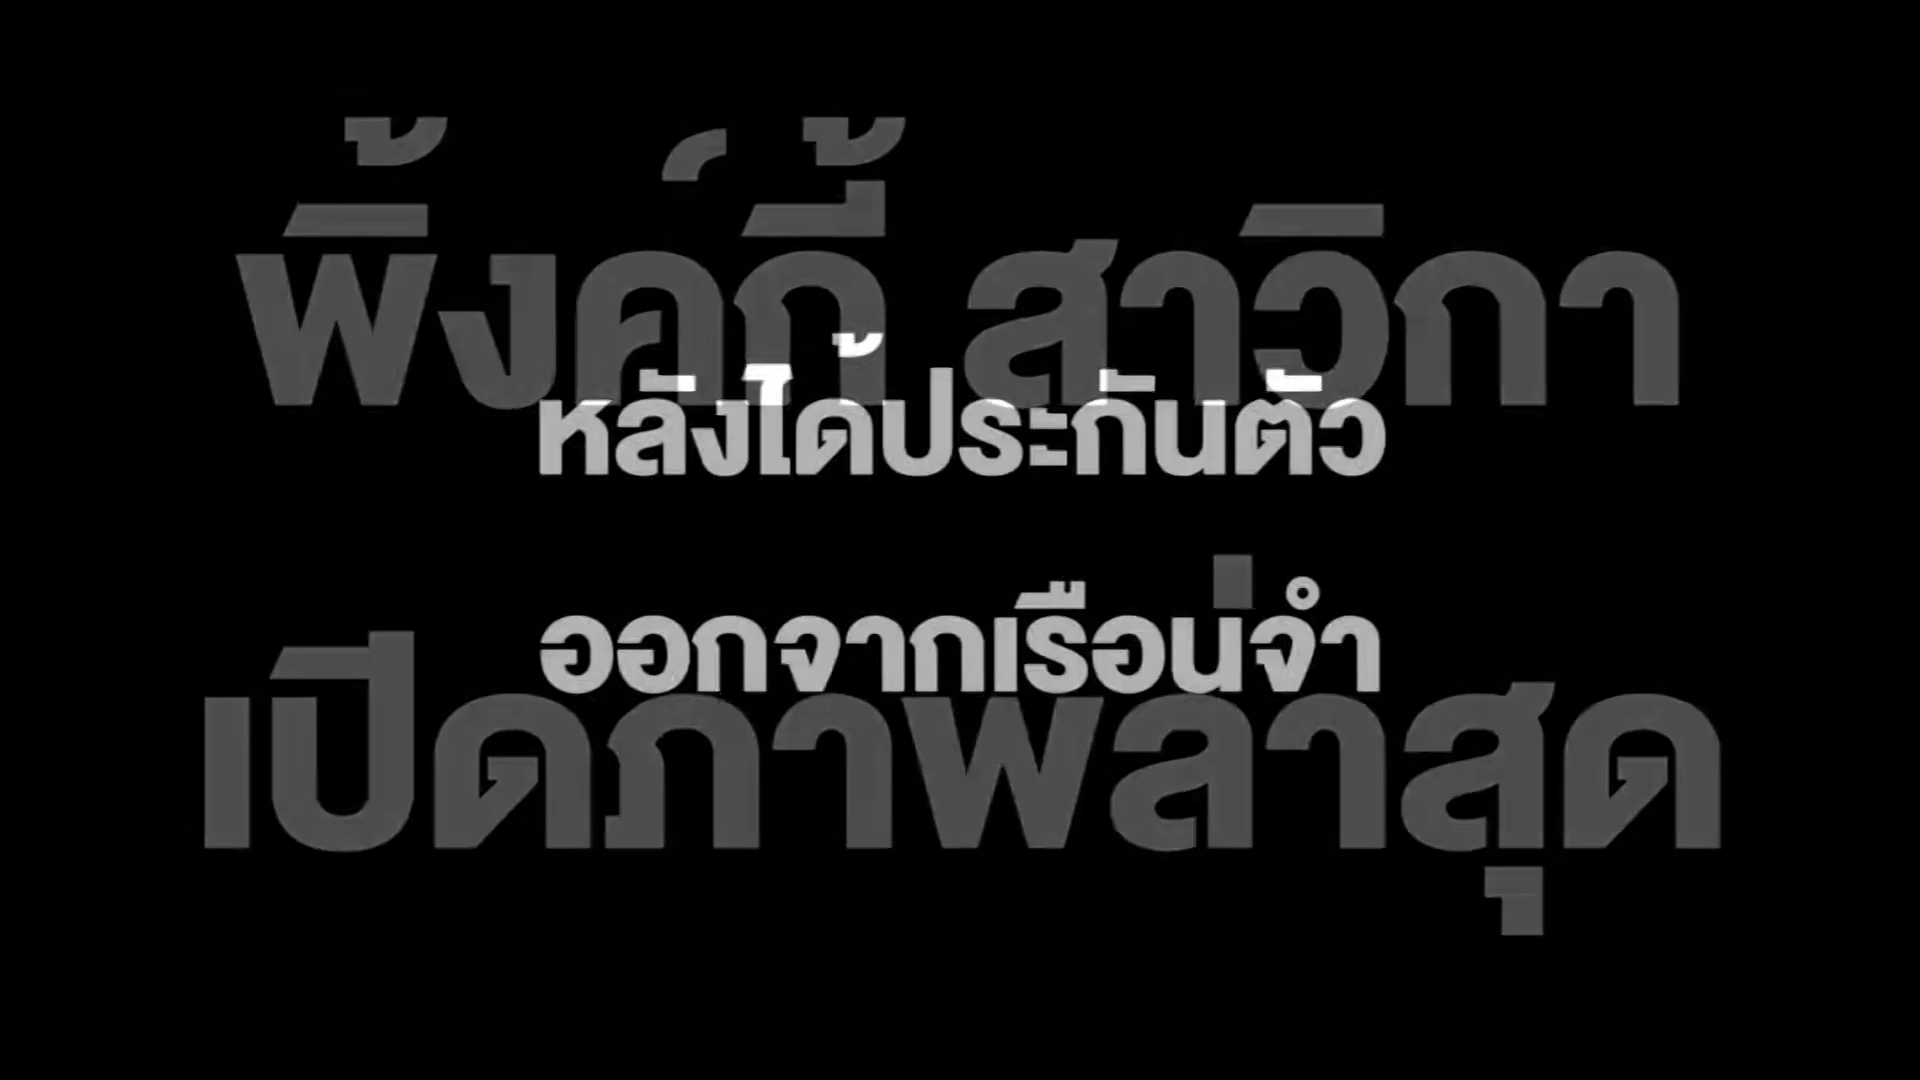 พิ้งค์กี้ สาวิกา
หลังได้ประกันตัว
ออกจากเรือนจำ
เปิดภาพล่าสุด